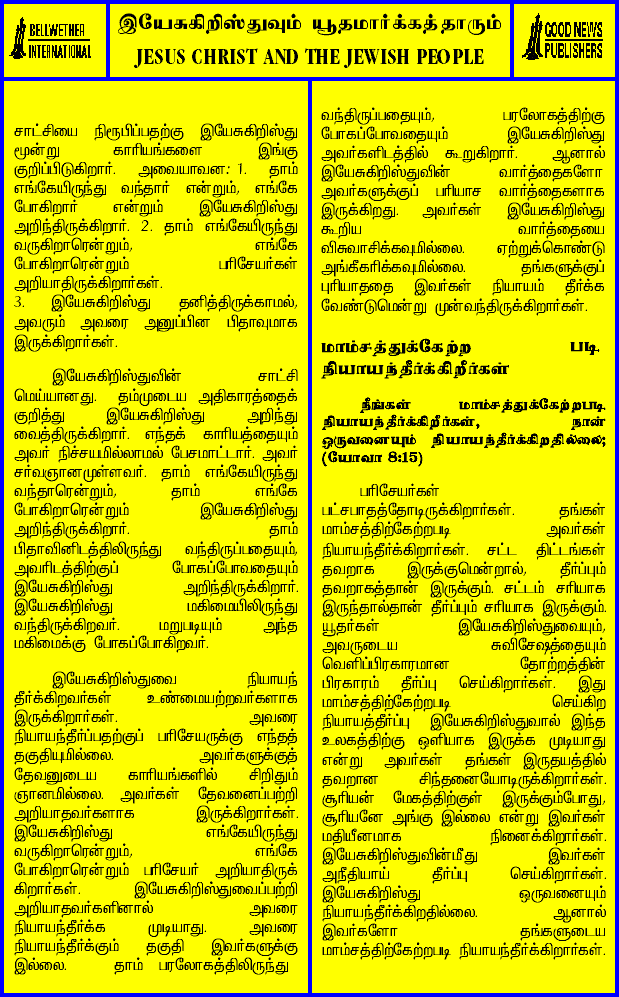 BELLWETHER
INTERNATIONAL
இயேசுகிறிஸ்துவும் யூதமார்க்கத்தாரும்
JESUS CHRIST AND THE JEWISH PEOPLE
GOOD NEWS
PUBLISHERS
சாட்சியை நிரூபிப்பதற்கு இயேசுகிறிஸ்து
மூன்று காரியங்களை இங்கு
குறிப்பிடுகிறார். அவையாவன: 1. தாம்
எங்கேயிருந்து வந்தார் என்றும், எங்கே
போகிறார் என்றும் இயேசுகிறிஸ்து
அறிந்திருக்கிறார். 2. தாம் எங்கேயிருந்து
வருகிறாரென்றும், எங்கே
போகிறாரென்றும் பரிசேயர்கள்
அறியாதிருக்கிறார்கள்.
3. இயேசுகிறிஸ்து தனித்திருக்காமல்,
அவரும் அவரை அனுப்பின பிதாவுமாக
இருக்கிறார்கள்.
இயேசுகிறிஸ்துவின் சாட்சி
மெய்யானது. தம்முடைய அதிகாரத்தைக்
குறித்து இயேசுகிறிஸ்து அறிந்து
வைத்திருக்கிறார். எந்தக் காரியத்தையும்
அவர் நிச்சயமில்லாமல் பேசமாட்டார். அவர்
சர்வஞானமுள்ளவர். தாம் எங்கேயிருந்து
வந்தாரென்றும், தாம் எங்கே
போகிறாரென்றும் இயேசுகிறிஸ்து
அறிந்திருக்கிறார். தாம்
பிதாவினிடத்திலிருந்து வந்திருப்பதையும்,
அவரிடத்திற்குப் போகப்போவதையும்
இயேசுகிறிஸ்து அறிந்திருக்கிறார்.
இயேசுகிறிஸ்து மகிமையிலிருந்து
வந்திருக்கிறவர். மறுபடியும் அந்த
மகிமைக்கு போகப்போகிறவர்.
இயேசுகிறிஸ்துவை நியாயந்
தீர்க்கிறவர்கள் உண்மையற்றவர்களாக
இருக்கிறார்கள். அவரை
நியாயந்தீர்ப்பதற்குப் பரிசேயருக்கு எந்தத்
தகுதியுமில்லை. அவர்களுக்குத்
தேவனுடைய காரியங்களில் சிறிதும்
ஞானமில்லை. அவர்கள் தேவனைப்பற்றி
அறியாதவர்களாக இருக்கிறார்கள்.
இயேசுகிறிஸ்து எங்கேயிருந்து
வருகிறாரென்றும், எங்கே
போகிறாரென்றும் பரிசேயர் அறியாதிருக்
கிறார்கள். இயேசுகிறிஸ்துவைப்பற்றி
அறியாதவர்களினால் அவரை
நியாயந்தீர்க்க முடியாது. அவரை
நியாயந்தீர்க்கும் தகுதி இவர்களுக்கு
இல்லை. தாம் பரலோகத்திலிருந்து
வந்திருப்பதையும், பரலோகத்திற்கு
போகப்போவதையும் இயேசுகிறிஸ்து
அவர்களிடத்தில் கூறுகிறார். ஆனால்
இயேசுகிறிஸ்துவின் வார்த்தைகளோ
அவர்களுக்குப் பரியாச வார்த்தைகளாக
இருக்கிறது. அவர்கள் இயேசுகிறிஸ்து
கூறிய வார்த்தையை
விசுவாசிக்கவுமில்லை. ஏற்றுக்கொண்டு
அங்கீகரிக்கவுமில்லை. தங்களுக்குப்
புரியாததை இவர்கள் நியாயம் தீர்க்க
வேண்டுமென்று முன்வந்திருக்கிறார்கள்.
மாம்சத்துக்கேற்ற படி
நியாயந்தீர்க்கிறீர்கள்
நீங்கள் மாம்சத்துக்கேற்றபடி
நியாயந்தீர்க்கிறீர்கள், நான்
ஒருவனையும் நியாயந்தீர்க்கிறதில்லை;
(யோவா 8:15)
பரிசேயர்கள்
பட்சபாதத்தோடிருக்கிறார்கள். தங்கள்
மாம்சத்திற்கேற்றபடி அவர்கள்
நியாயந்தீர்க்கிறார்கள். சட்ட திட்டங்கள்
தவறாக இருக்குமென்றால், தீர்ப்பும்
தவறாகத்தான் இருக்கும். சட்டம் சரியாக
இருந்தால்தான் தீர்ப்பும் சரியாக இருக்கும்.
யூதர்கள் இயேசுகிறிஸ்துவையும்,
அவருடைய சுவிசேஷத்தையும்
வெளிப்பிரகாரமான தோற்றத்தின்
பிரகாரம் தீர்ப்பு செய்கிறார்கள். இது
மாம்சத்திற்கேற்றபடி செய்கிற
நியாயத்தீர்ப்பு இயேசுகிறிஸ்துவால் இந்த
உலகத்திற்கு ஒளியாக இருக்க முடியாது
என்று அவர்கள் தங்கள் இருதயத்தில்
தவறான சிந்தனையோடிருக்கிறார்கள்.
சூரியன் மேகத்திற்குள் இருக்கும்போது,
சூரியனே அங்கு இல்லை என்று இவர்கள்
மதியீனமாக நினைக்கிறார்கள்.
இயேசுகிறிஸ்துவின்மீது இவர்கள்
அநீதியாய் தீர்ப்பு செய்கிறார்கள்.
இயேசுகிறிஸ்து ஒருவனையும்
நியாயந்தீர்க்கிறதில்லை. ஆனால்
இவர்களோ தங்களுடைய
மாம்சத்திற்கேற்றபடி நியாயந்தீர்க்கிறார்கள்.